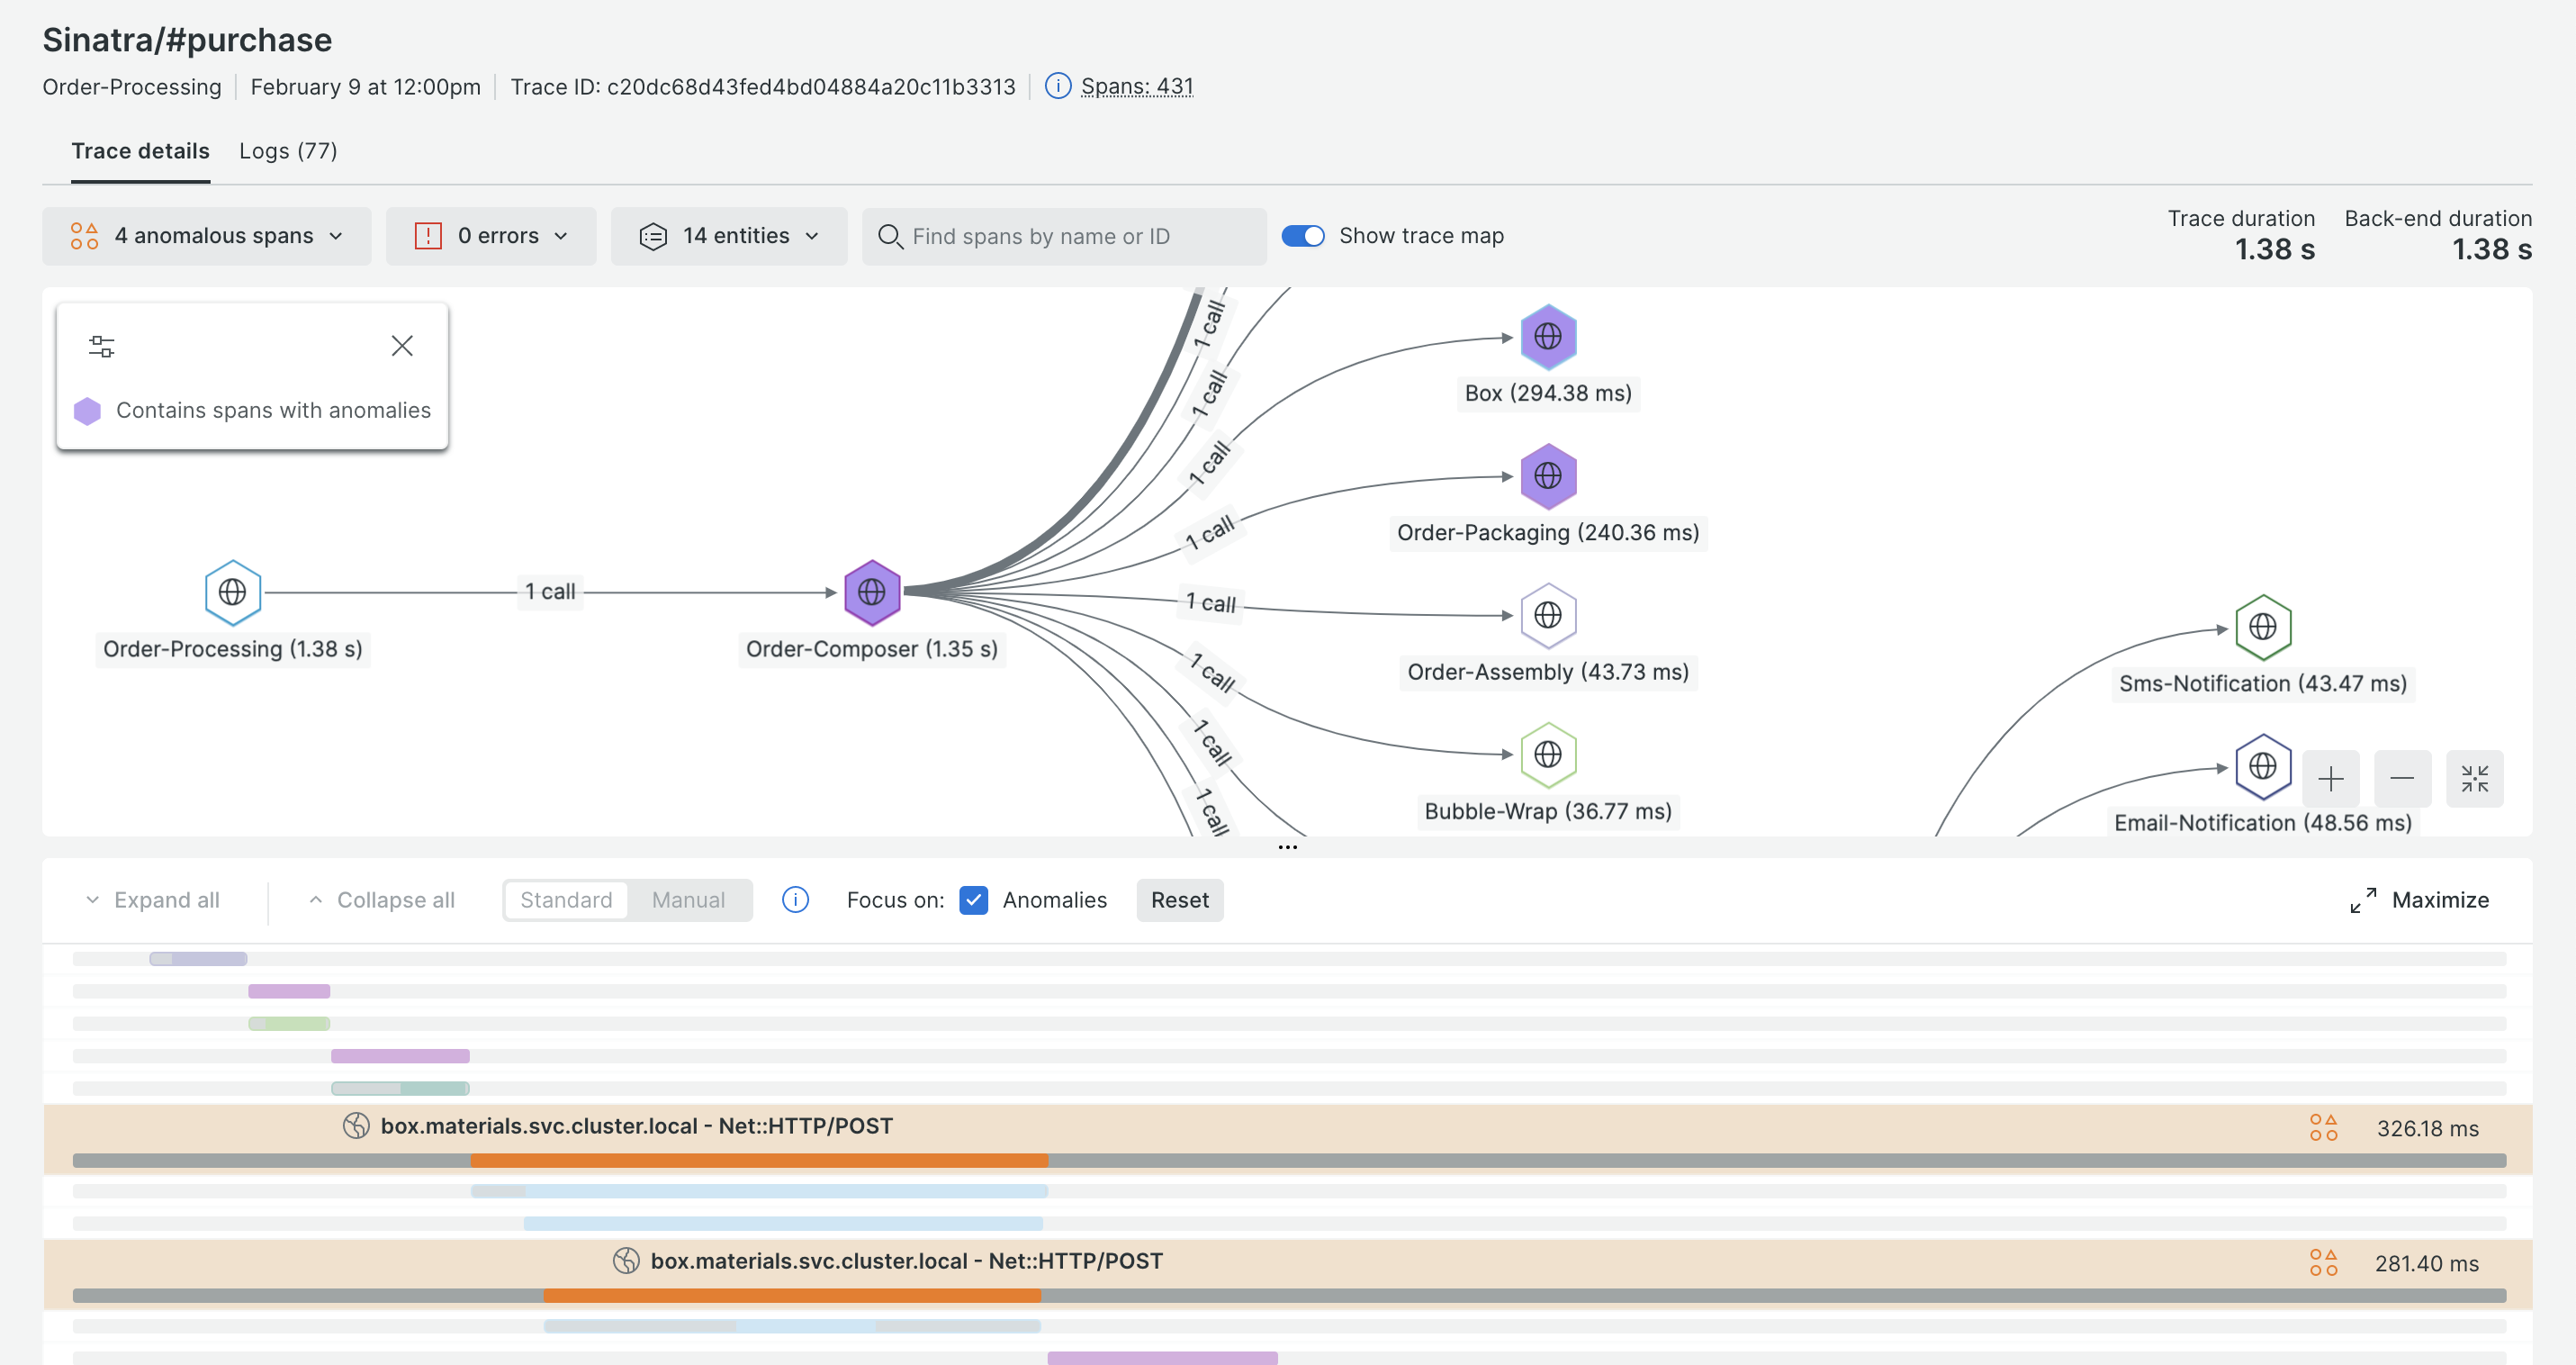 Sinatra/#purchase
Order-Processing
February 9 at 12:00pm
Trace ID: c20dc68d43fed4bd04884a20c11b3313
Spans: 431
Trace details
Logs (77)
4 anomalous spans
0 errors
14 entities
Find spans by name or ID
Show trace map
Trace duration
1.38 s
Back-end duration
1.38 s
Contains spans with anomalies
1 call
1 call
1 call
1 call
1 call
1 call
1 call
1 call
1 call
Box (294.38 ms)
Order-Packaging (240.36 ms)
Order-Processing (1.38 s)
Order-Composer (1.35 s)
Order-Assembly (43.73 ms)
Sms-Notification (43.47 ms)
Bubble-Wrap (36.77 ms)
Email-Notification (48.56 ms)
Expand all
Collapse all
Standard
Manual
Focus on:
Anomalies
Reset
Maximize
box.materials.svc.cluster.local - Net::HTTP/POST
326.18 ms
box.materials.svc.cluster.local - Net::HTTP/POST
281.40 ms